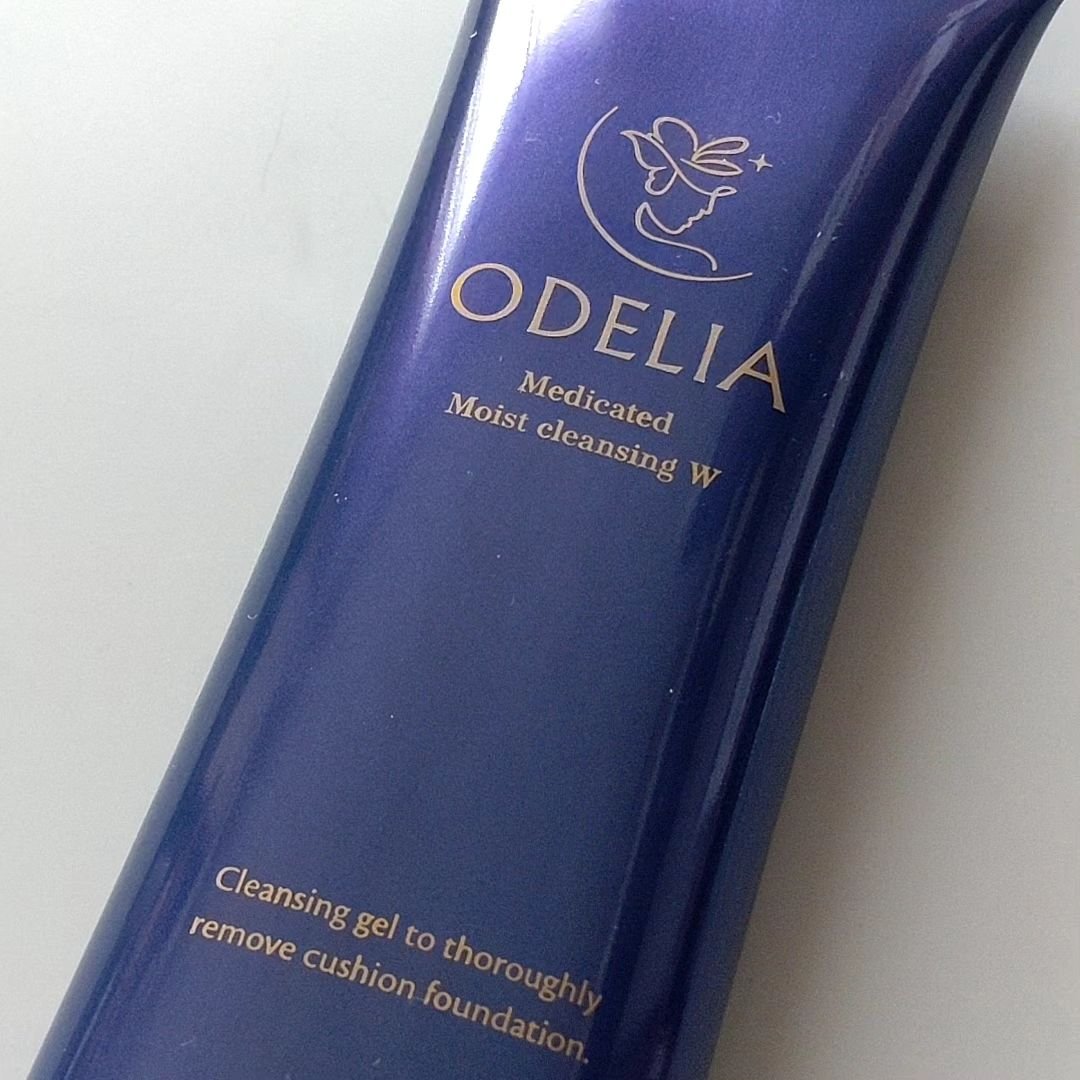 ODELIA
Medicated
Moist cleansing W
Cleansing gel to thoroughly
remove cushion foundation.